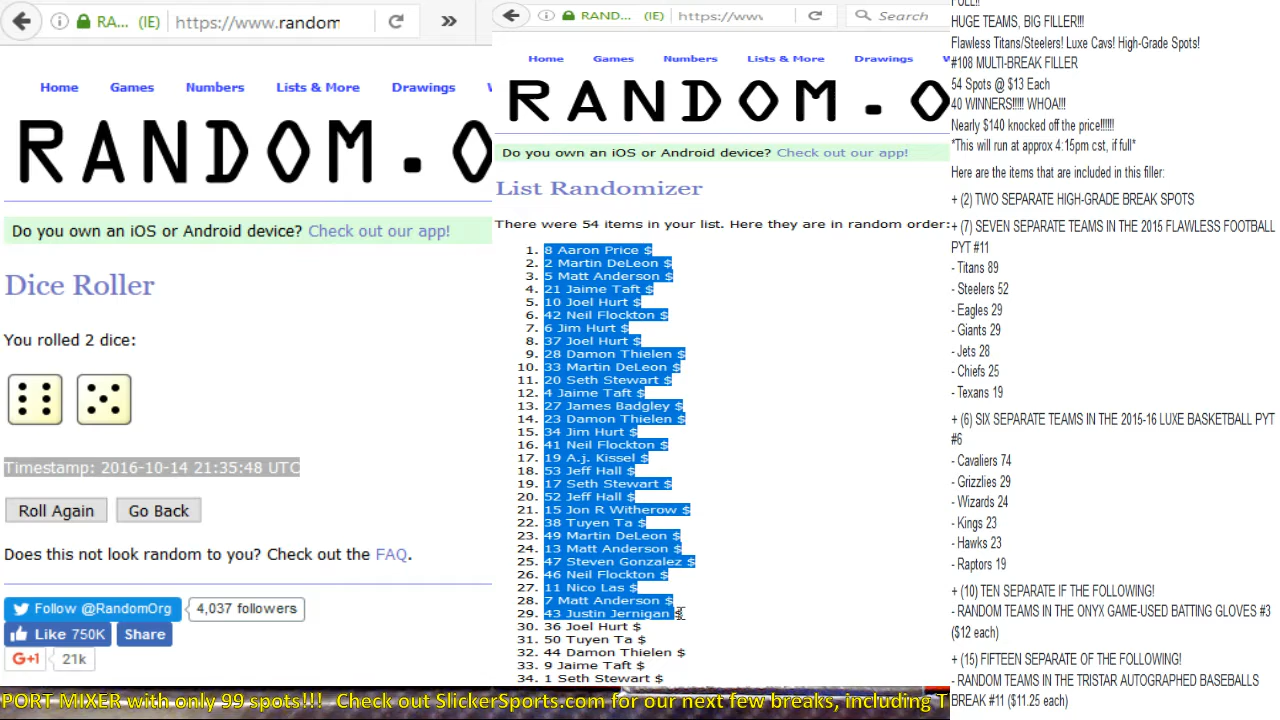 RA... (IE) https://www.random
Home Games Numbers Lists & More Drawings
RANDOM.O
Do you own an iOS or Android device? Check out our app!
Dice Roller
You rolled 2 dice:
Timestamp: 2016-10-14 21:35:48 UTC
Roll Again Go Back
Does this not look random to you? Check out the FAQ.
Follow @RandomOrg 4,037 followers
Like 750K Share
G+1 21k
RAND... (IE) https://ww Search
Home Games Numbers Lists & More Drawings W
RANDOM.O
Do you own an iOS or Android device? Check out our app!
List Randomizer
There were 54 items in your list. Here they are in random order:
1. 8 Aaron Price $
2. 2 Martin DeLeon $
3. 5 Matt Anderson $
4. 21 Jaime Taft $
5. 10 Joel Hurt $
6. 42 Neil Flockton $
7. 6 Jim Hurt $
8. 37 Joel Hurt $
9. 28 Damon Thielen $
10. 33 Martin DeLeon $
11. 20 Seth Stewart $
12. 4 Jaime Taft $
13. 27 James Badgley $
14. 23 Damon Thielen $
15. 34 Jim Hurt $
16. 41 Neil Flockton $
17. 19 A.j. Kissel $
18. 53 Jeff Hall $
19. 17 Seth Stewart $
20. 52 Jeff Hall $
21. 15 Jon R Witherow $
22. 38 Tuyen Ta $
23. 49 Martin DeLeon $
24. 13 Matt Anderson $
25. 47 Steven Gonzalez $
26. 46 Neil Flockton $
27. 11 Nico Las $
28. 7 Matt Anderson $
29. 43 Justin Jernigan $
30. 36 Joel Hurt $
31. 50 Tuyen Ta $
32. 44 Damon Thielen $
33. 9 Jaime Taft $
34. 1 Seth Stewart $
FULL!!
HUGE TEAMS, BIG FILLER!!!
Flawless Titans/Steelers! Luxe Cavs! High-Grade Spots!
#108 MULTI-BREAK FILLER
54 Spots @ $13 Each
40 WINNERS!!!!! WHOA!!!
Nearly $140 knocked off the price!!!!!!
*This will run at approx 4:15pm cst, if full*
Here are the items that are included in this filler:
+ (2) TWO SEPARATE HIGH-GRADE BREAK SPOTS
+ (7) SEVEN SEPARATE TEAMS IN THE 2015 FLAWLESS FOOTBALL
PYT #11
- Titans 89
- Steelers 52
- Eagles 29
- Giants 29
- Jets 28
- Chiefs 25
- Texans 19
+ (6) SIX SEPARATE TEAMS IN THE 2015-16 LUXE BASKETBALL PYT
#6
- Cavaliers 74
- Grizzlies 29
- Wizards 24
- Kings 23
- Hawks 23
- Raptors 19
+ (10) TEN SEPARATE IF THE FOLLOWING!
- RANDOM TEAMS IN THE ONYX GAME-USED BATTING GLOVES #3
($12 each)
+ (15) FIFTEEN SEPARATE OF THE FOLLOWING!
- RANDOM TEAMS IN THE TRISTAR AUTOGRAPHED BASEBALLS
BREAK #11 ($11.25 each)
PORT MIXER with only 99 spots!!! Check out SlickerSports.com for our next few breaks, including T